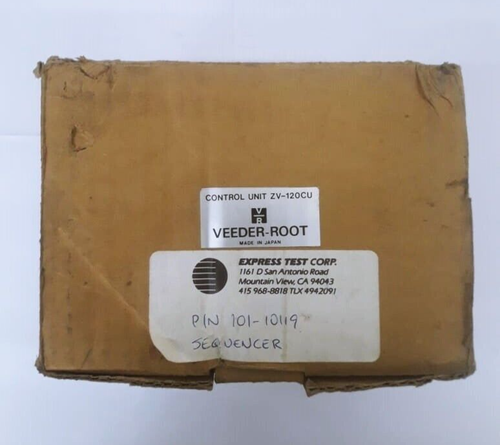 CONTROL UNIT ZV-120CU
V
R
VEEDER-ROOT
MADE IN JAPAN
EXPRESS TEST CORP.
1161 D San Antonio Road
Mountain View, CA 94043
415 968-8818 TLX 4942091
P/N 101-10119
SEQUENCER